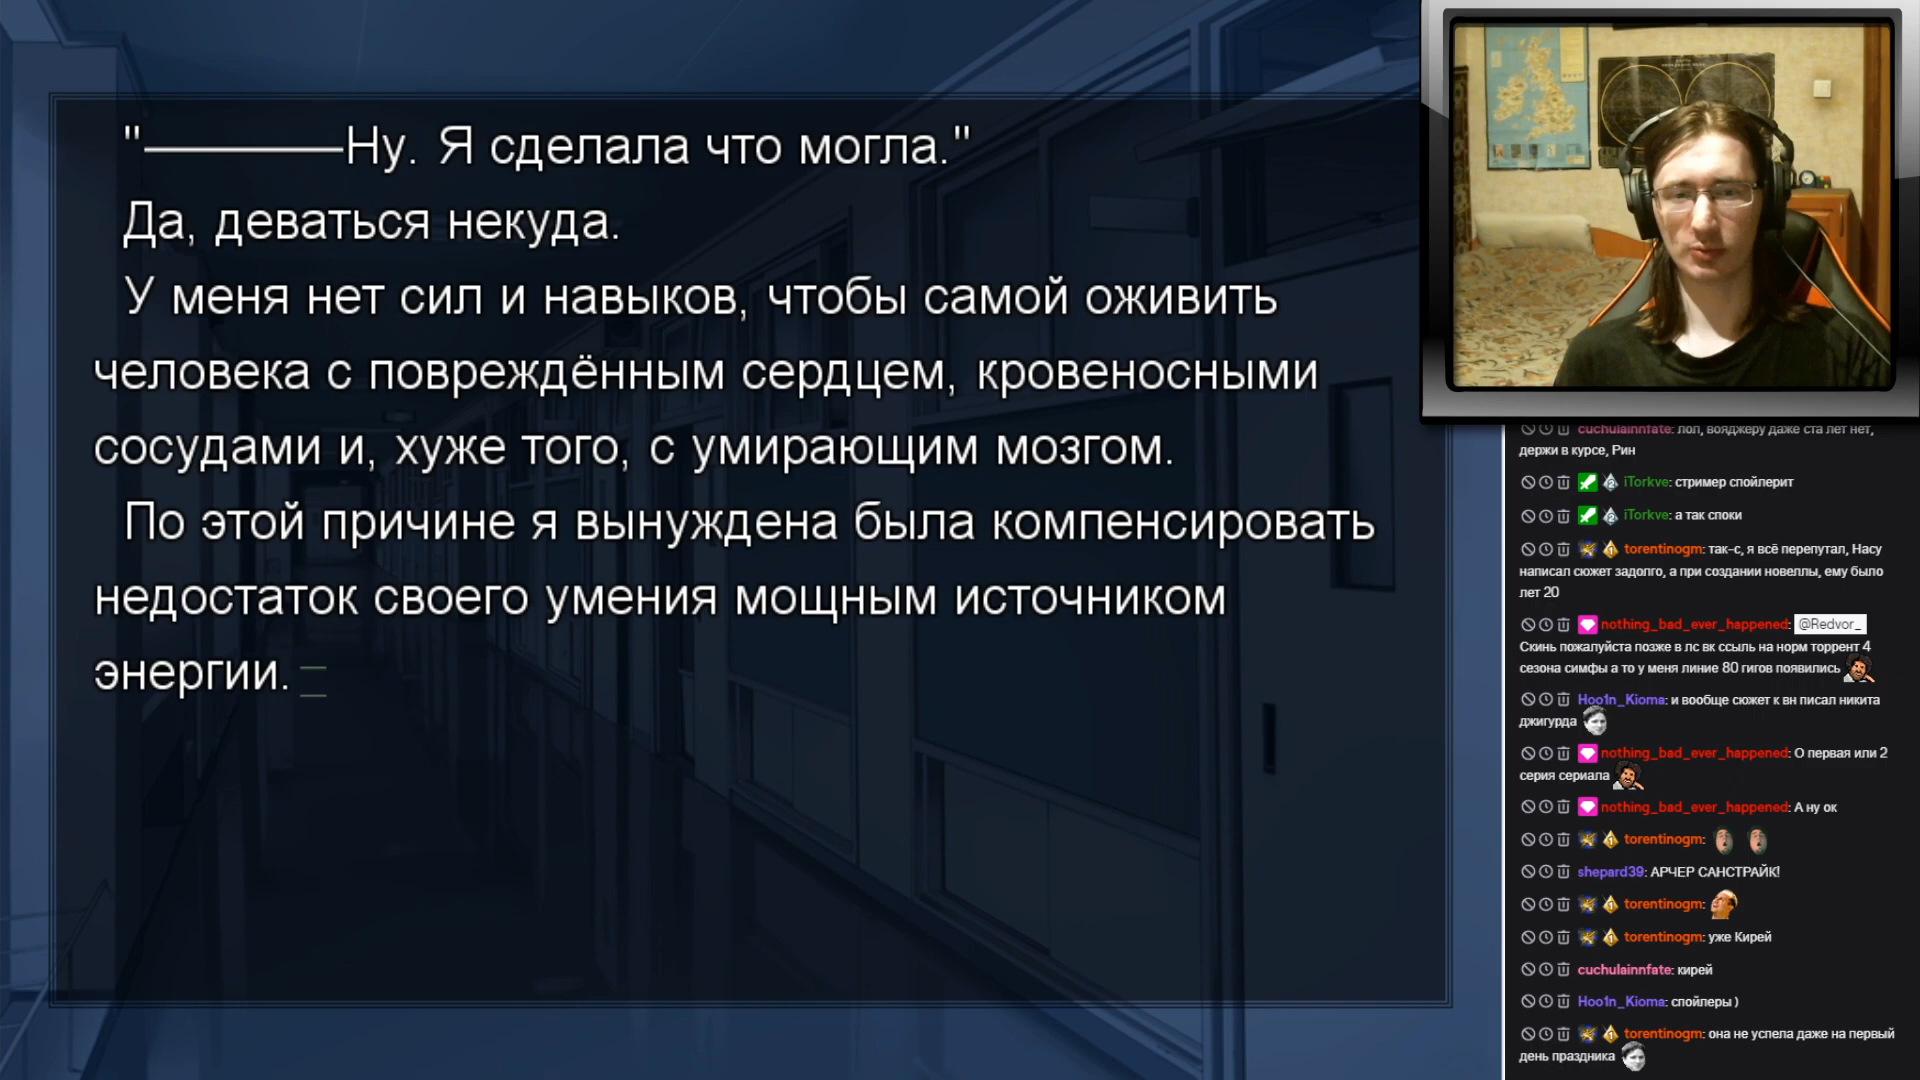 "————Ну. Я сделала что могла."
Да, деваться некуда.
У меня нет сил и навыков, чтобы самой оживить
человека с повреждённым сердцем, кровеносными
сосудами и, хуже того, с умирающим мозгом.
По этой причине я вынуждена была компенсировать
недостаток своего умения мощным источником
энергии.
cuchulainnfate: лол, вояджеру даже ста лет нет,
держи в курсе, Рин
iTorkve: стример спойлерит
iTorkve: а так споки
torentinogm: так-с, я всё перепутал, Насу
написал сюжет задолго, а при создании новеллы, ему было
лет 20
nothing_bad_ever_happened: @Redvor_
Скинь пожалуйста позже в лс вк ссыль на норм торрент 4
сезона симфы а то у меня линие 80 гигов появились
Hoo1n_Kioma: и вообще сюжет к вн писал никита
джигурда
nothing_bad_ever_happened: О первая или 2
серия сериала
nothing_bad_ever_happened: А ну ок
torentinogm:
shepard39: АРЧЕР САНСТРАЙК!
torentinogm:
torentinogm: уже Кирей
cuchulainnfate: кирей
Hoo1n_Kioma: спойлеры )
torentinogm: она не успела даже на первый
день праздника